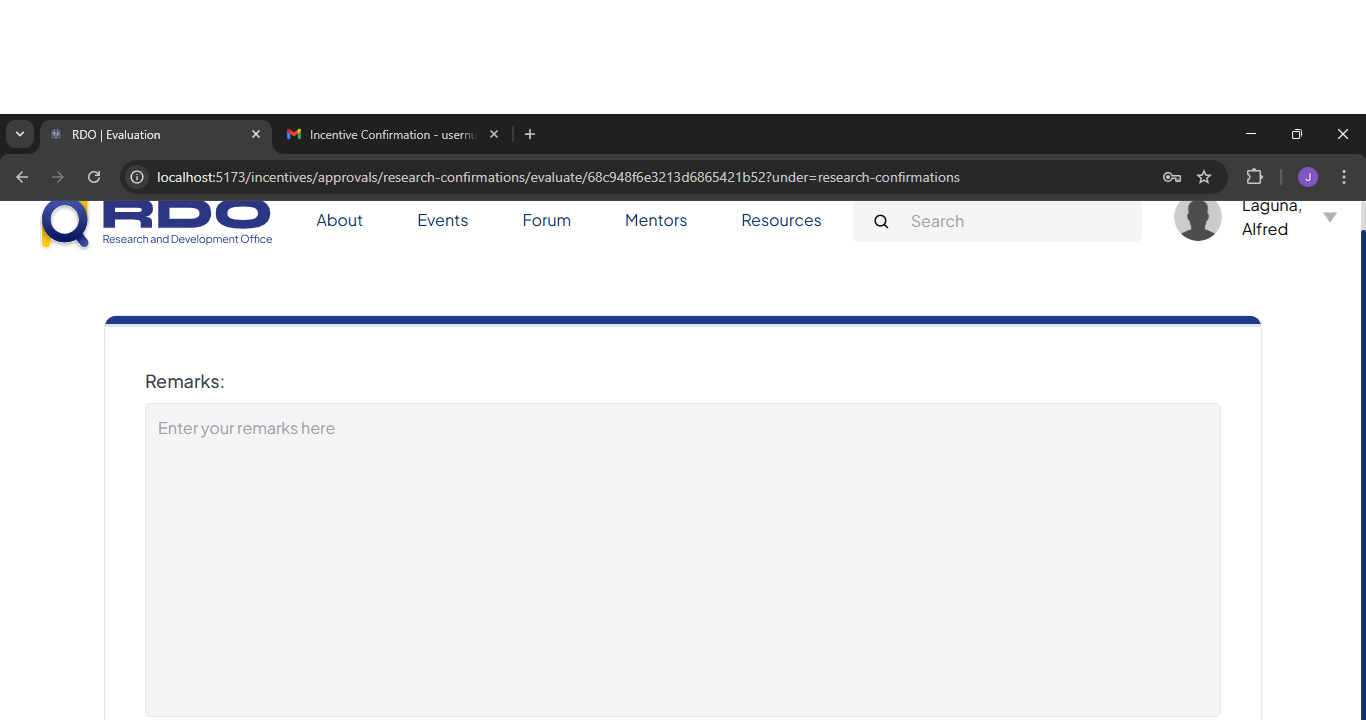 RDO | Evaluation
Incentive Confirmation - usernu
localhost:5173/incentives/approvals/research-confirmations/evaluate/68c948f6e3213d6865421b52?under=research-confirmations
J
RDO
Research and Development Office
About
Events
Forum
Mentors
Resources
Search
Laguna,
Alfred
Remarks:
Enter your remarks here